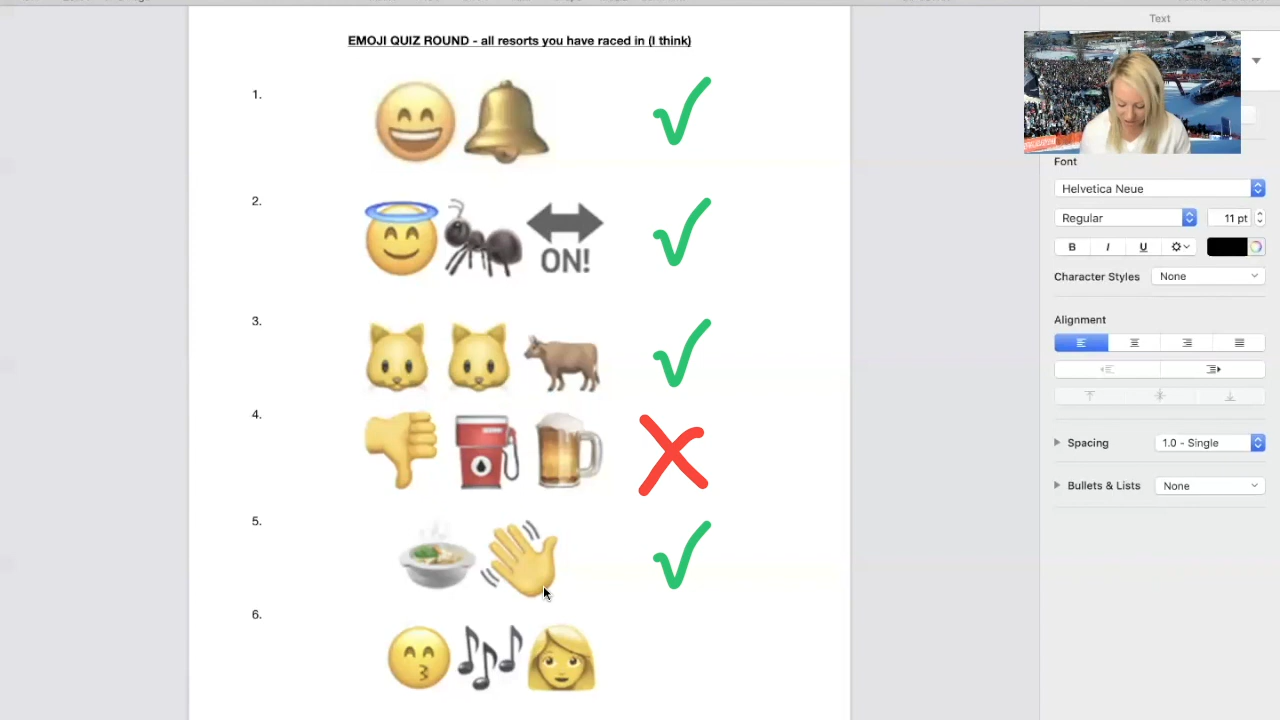 Text
EMOJI QUIZ ROUND - all resorts you have raced in (I think)
1.
2.
ON!
3.
4.
5.
6.
Font
Helvetica Neue
Regular
11 pt
B I U
Character Styles
None
Alignment
Spacing
1.0 - Single
Bullets & Lists
None